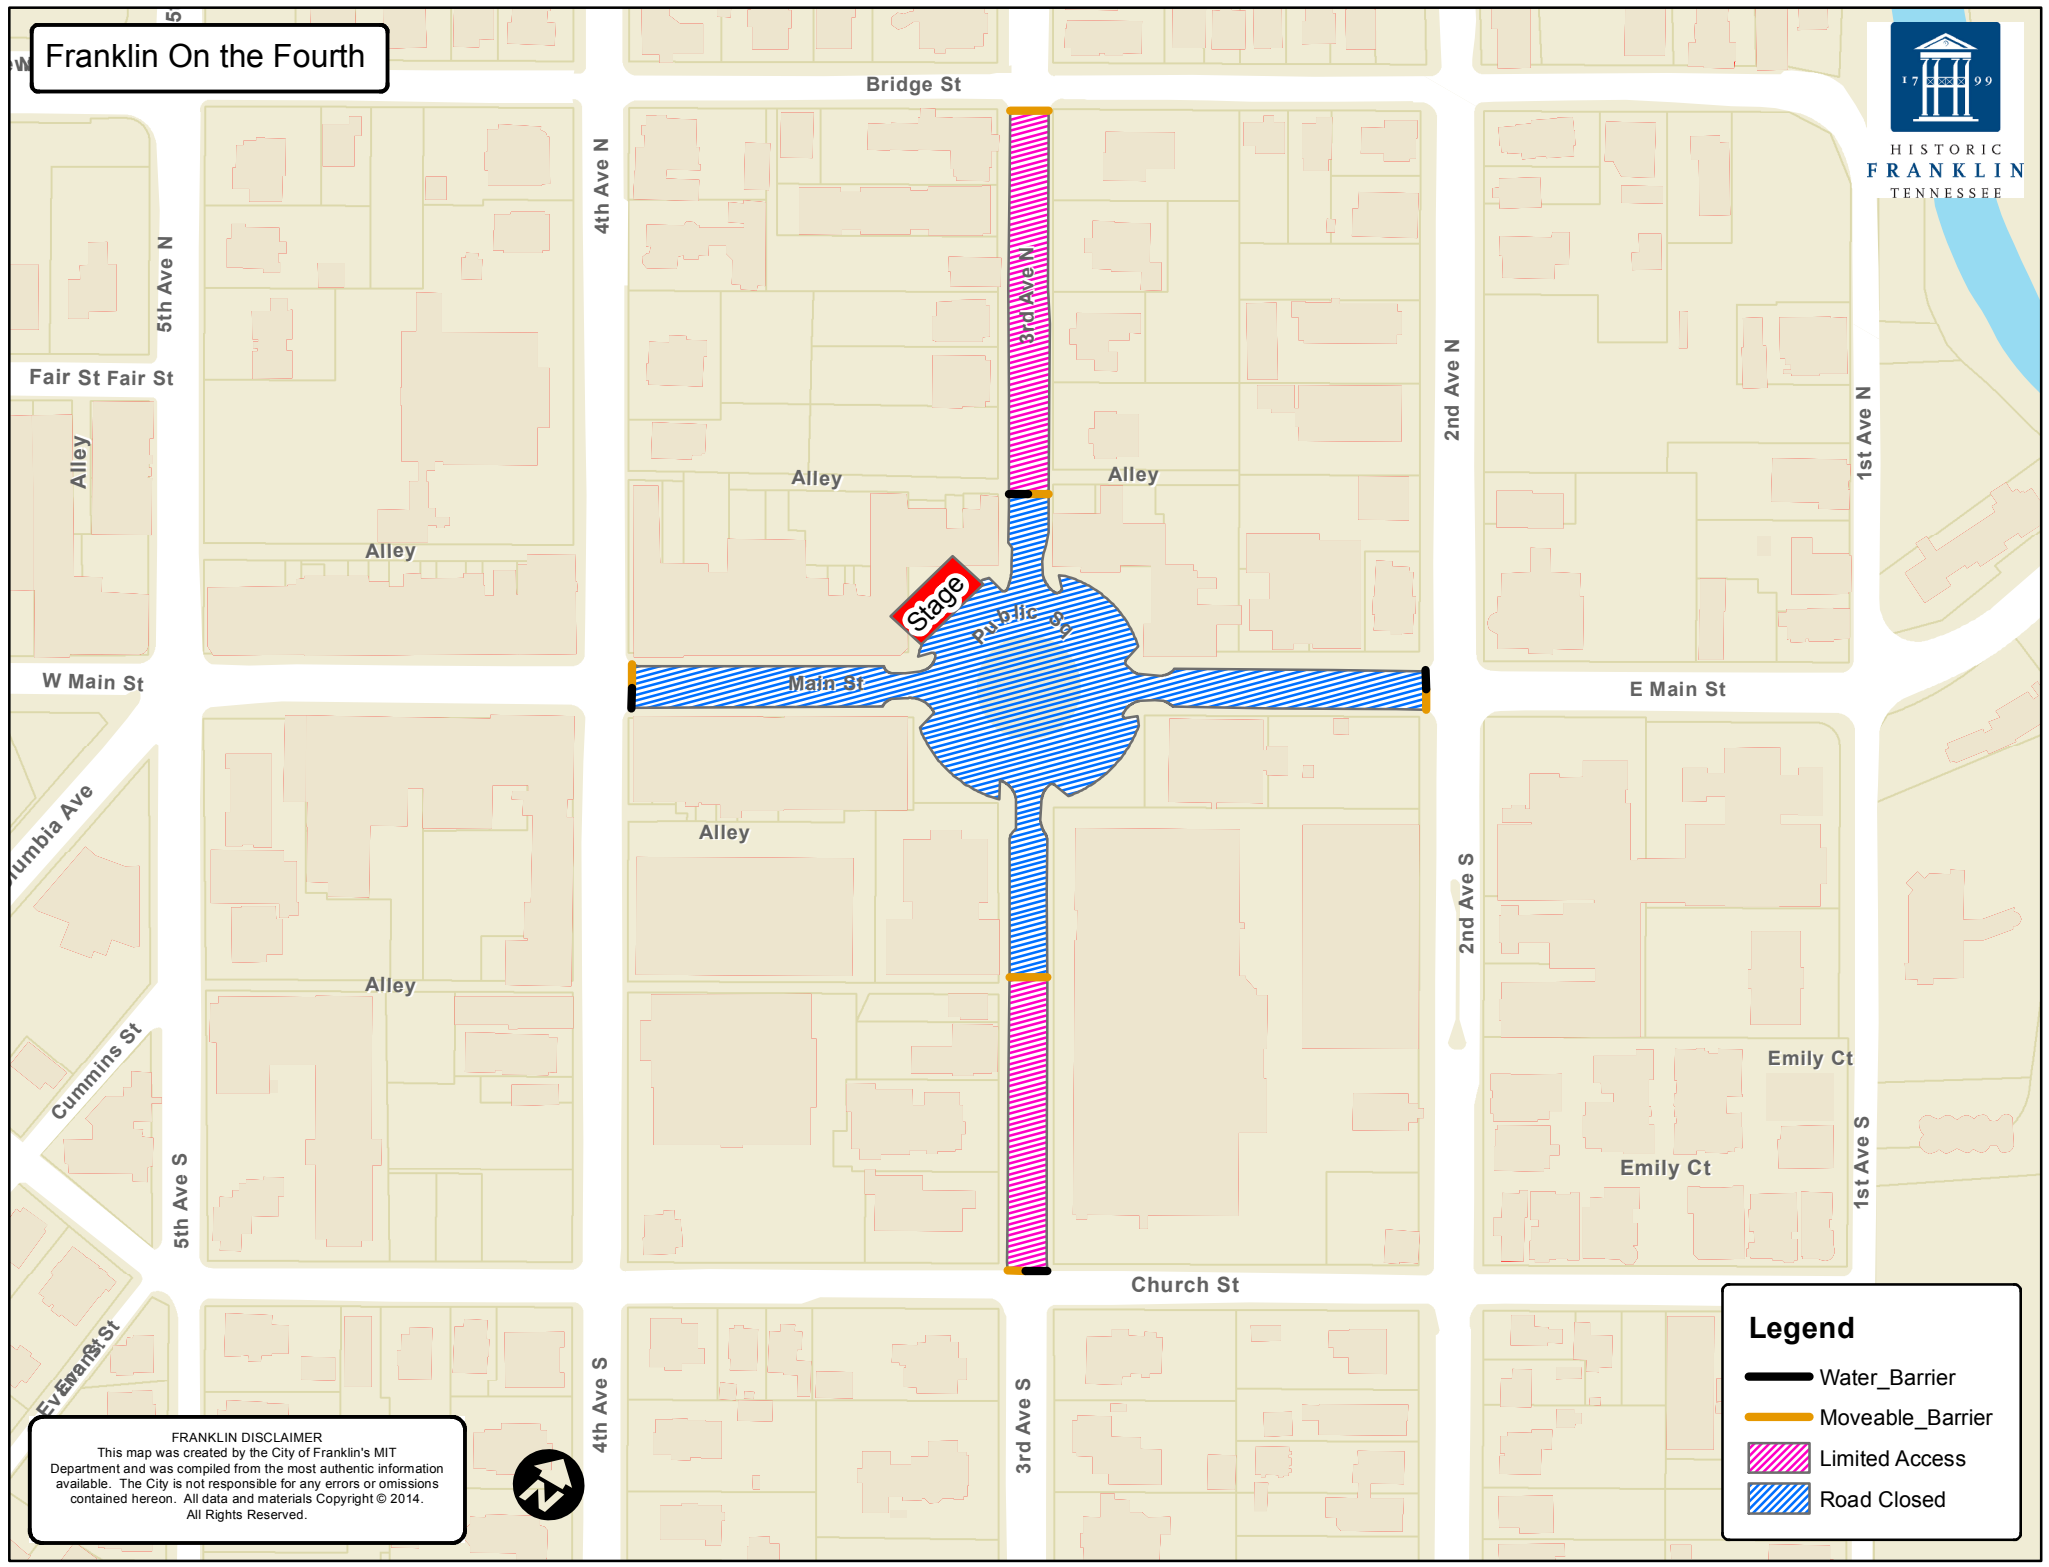 Franklin On the Fourth
Bridge St
17 99
HISTORIC
FRANKLIN
TENNESSEE
4th Ave N
5th Ave N
3rd Ave N
2nd Ave N
1st Ave N
Fair St Fair St
Alley
Alley
Alley
Alley
Stage
Public Sq
W Main St
Main St
E Main St
Alley
2nd Ave S
Alley
Cummins St
Emily Ct
Emily Ct
5th Ave S
1st Ave S
Church St
Evans St
4th Ave S
3rd Ave S
Legend
Water_Barrier
Moveable_Barrier
Limited Access
Road Closed
FRANKLIN DISCLAIMER
This map was created by the City of Franklin's MIT
Department and was compiled from the most authentic information
available. The City is not responsible for any errors or omissions
contained hereon. All data and materials Copyright © 2014.
All Rights Reserved.
N